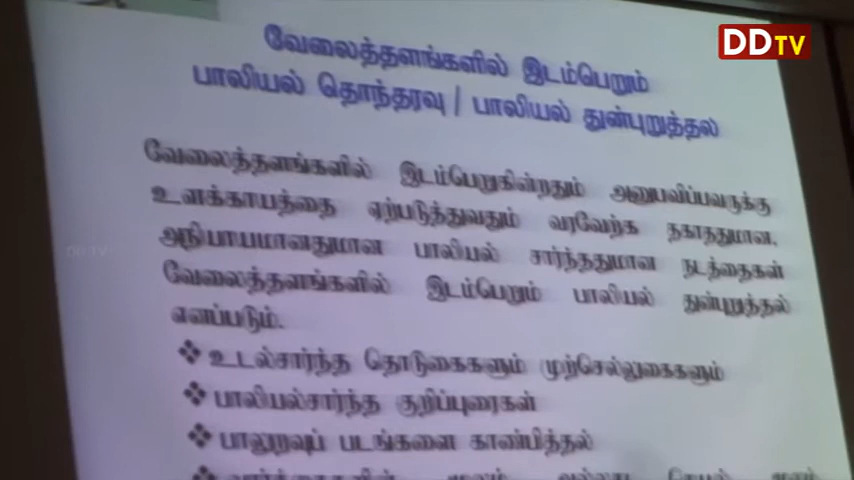 DDTV
வேலைத்தளங்களில் இடம்பெறும்
பாலியல் தொந்தரவு / பாலியல் துன்புறுத்தல
வேலைத்தளங்களில் இடம்பெறுகின்றதும் அனுபவிப்பவருக்கு
உளக்காயத்தை ஏற்படுத்துவதும் வரவேற்க தகாததுமான,
அநியாயமானதுமான பாலியல் சார்ந்ததுமான நடத்தைகள்
வேலைத்தளங்களில் இடம்பெறும் பாலியல் துன்புறுத்தல்
எனப்படும்.
❖ உடல்சார்ந்த தொடுகைகளும் முற்செல்லுகைகளும்
❖ பாலியல்சார்ந்த குறிப்புரைகள்
❖ பாலுறவுப் படங்களை காண்பித்தல்
DDTV